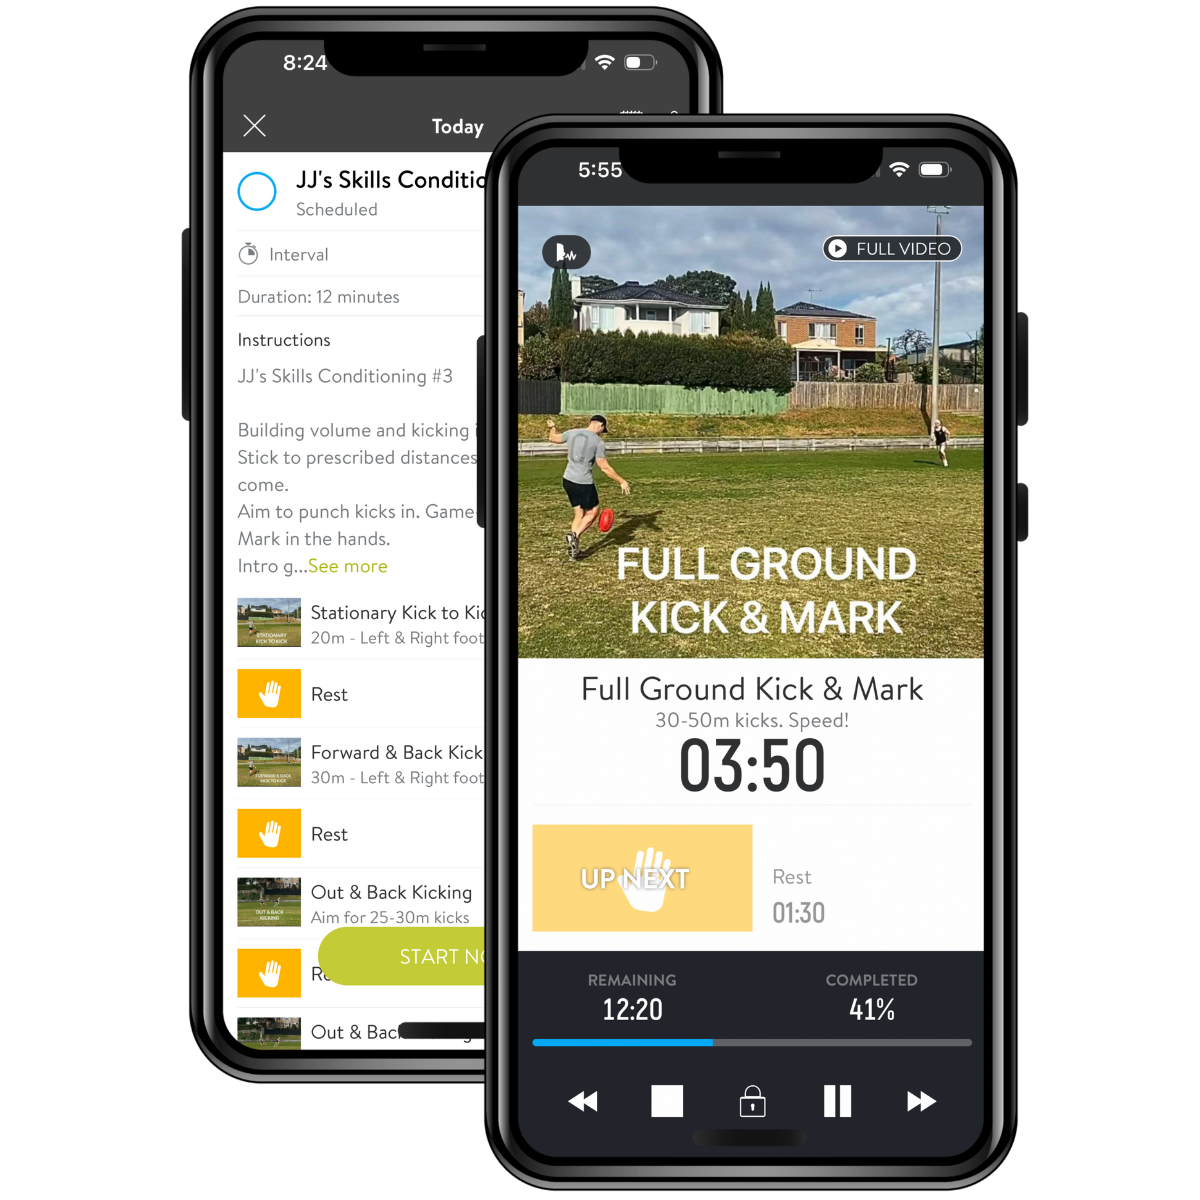 8:24
Today
JJ's Skills Conditio
Scheduled
Interval
Duration: 12 minutes
Instructions
JJ's Skills Conditioning #3
Building volume and kicking
Stick to prescribed distances
come.
Aim to punch kicks in. Game
Mark in the hands.
Intro g...See more
STATIONARY
KICK TO KICK
Stationary Kick to Kic
20m - Left & Right foot
Rest
FORWARD & BACK
KICK TO KICK
Forward & Back Kick
30m - Left & Right foot
Rest
OUT & BACK
KICKING
Out & Back Kicking
Aim for 25-30m kicks
START NO
Out & Bac
5:55
FULL VIDEO
FULL GROUND
KICK & MARK
Full Ground Kick & Mark
30-50m kicks. Speed!
03:50
UP NEXT
Rest
01:30
REMAINING
COMPLETED
12:20
41%